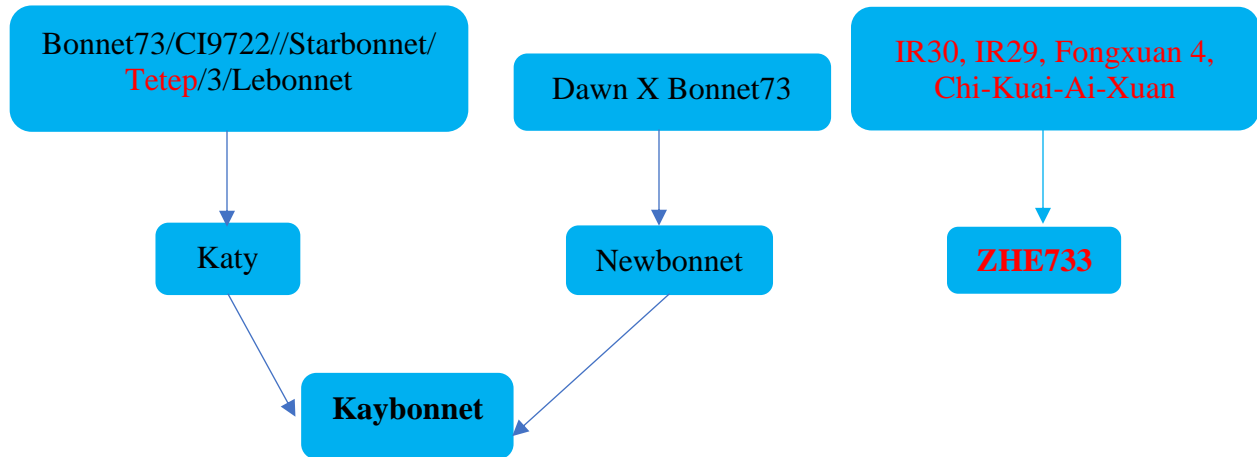 Bonnet73/CI9722//Starbonnet/
Tetep/3/Lebonnet
Dawn X Bonnet73
IR30, IR29, Fongxuan 4,
Chi-Kuai-Ai-Xuan
Katy
Newbonnet
ZHE733
Kaybonnet